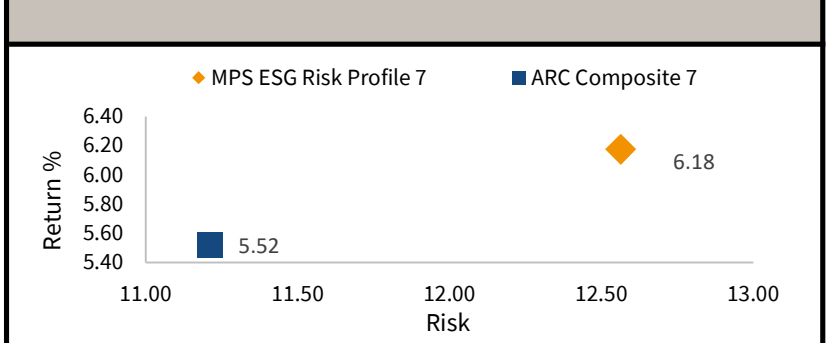 MPS ESG Risk Profile 7 ARC Composite 7
6.40
6.20
6.00
5.80
5.60
5.40
Return %
6.18
5.52
11.00 11.50 12.00 12.50 13.00
Risk